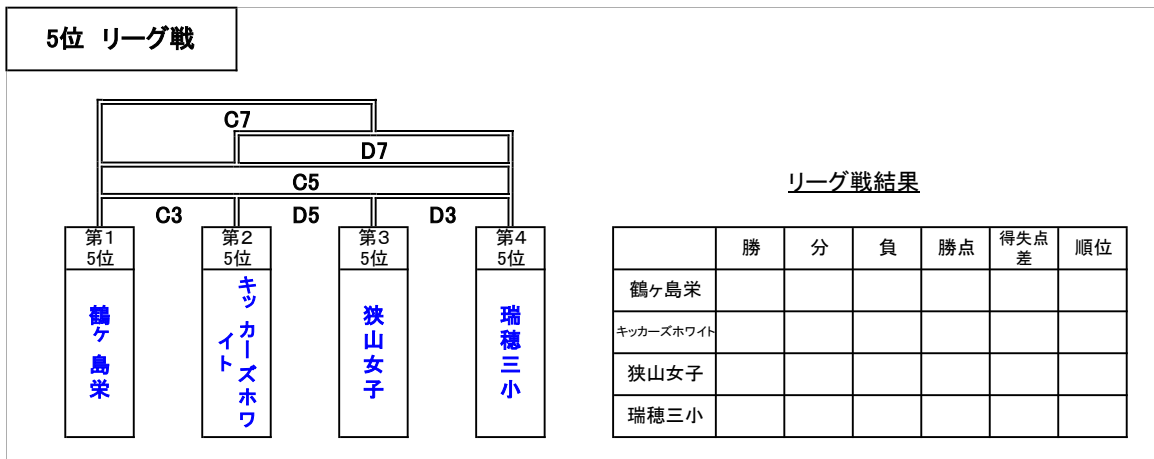 5位 リーグ戦
C7
D7
C5
C3 D5 D3
第1 第2 第3 第4
5位 5位 5位 5位
鶴ヶ島栄
キッカーズホワ
イト
狭山女子
瑞穂三小
リーグ戦結果
勝 分 負 勝点 得失点 順位
差
鶴ヶ島栄
キッカーズホワイト
狭山女子
瑞穂三小